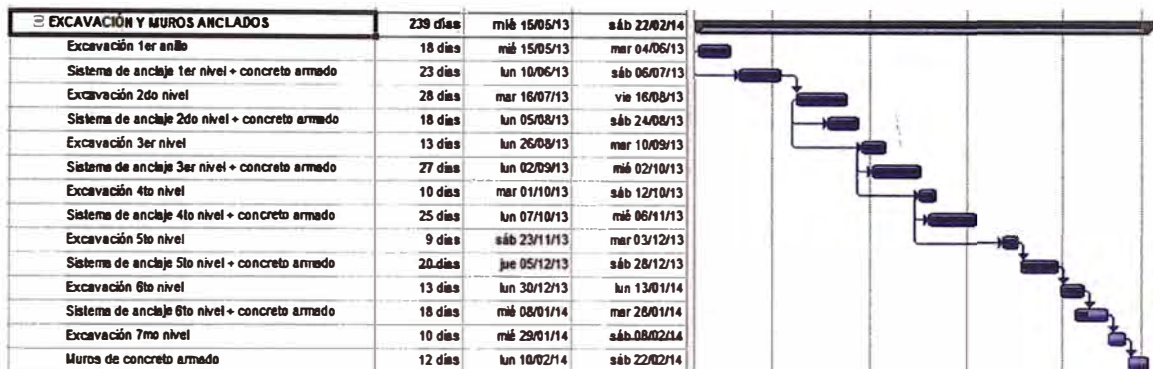 EXCAVACIÓN Y MUROS ANCLADOS 239 días mié 15/05/13 sáb 22/02/14
Excavación 1er anillo 18 días mié 15/05/13 mar 04/06/13
Sistema de anclaje 1er nivel + concreto armado 23 días lun 10/06/13 sáb 06/07/13
Excavación 2do nivel 28 días mar 16/07/13 vie 16/08/13
Sistema de anclaje 2do nivel + concreto armado 18 días lun 05/08/13 sáb 24/08/13
Excavación 3er nivel 13 días lun 26/08/13 mar 10/09/13
Sistema de anclaje 3er nivel + concreto armado 27 días lun 02/09/13 mié 02/10/13
Excavación 4to nivel 10 días mar 01/10/13 sáb 12/10/13
Sistema de anclaje 4to nivel + concreto armado 25 días lun 07/10/13 mié 06/11/13
Excavación 5to nivel 9 días sáb 23/11/13 mar 03/12/13
Sistema de anclaje 5to nivel + concreto armado 20 días jue 05/12/13 sáb 28/12/13
Excavación 6to nivel 13 días lun 30/12/13 lun 13/01/14
Sistema de anclaje 6to nivel + concreto armado 18 días mié 08/01/14 mar 28/01/14
Excavación 7mo nivel 10 días mié 29/01/14 sáb 08/02/14
Muros de concreto armado 12 días lun 10/02/14 sáb 22/02/14